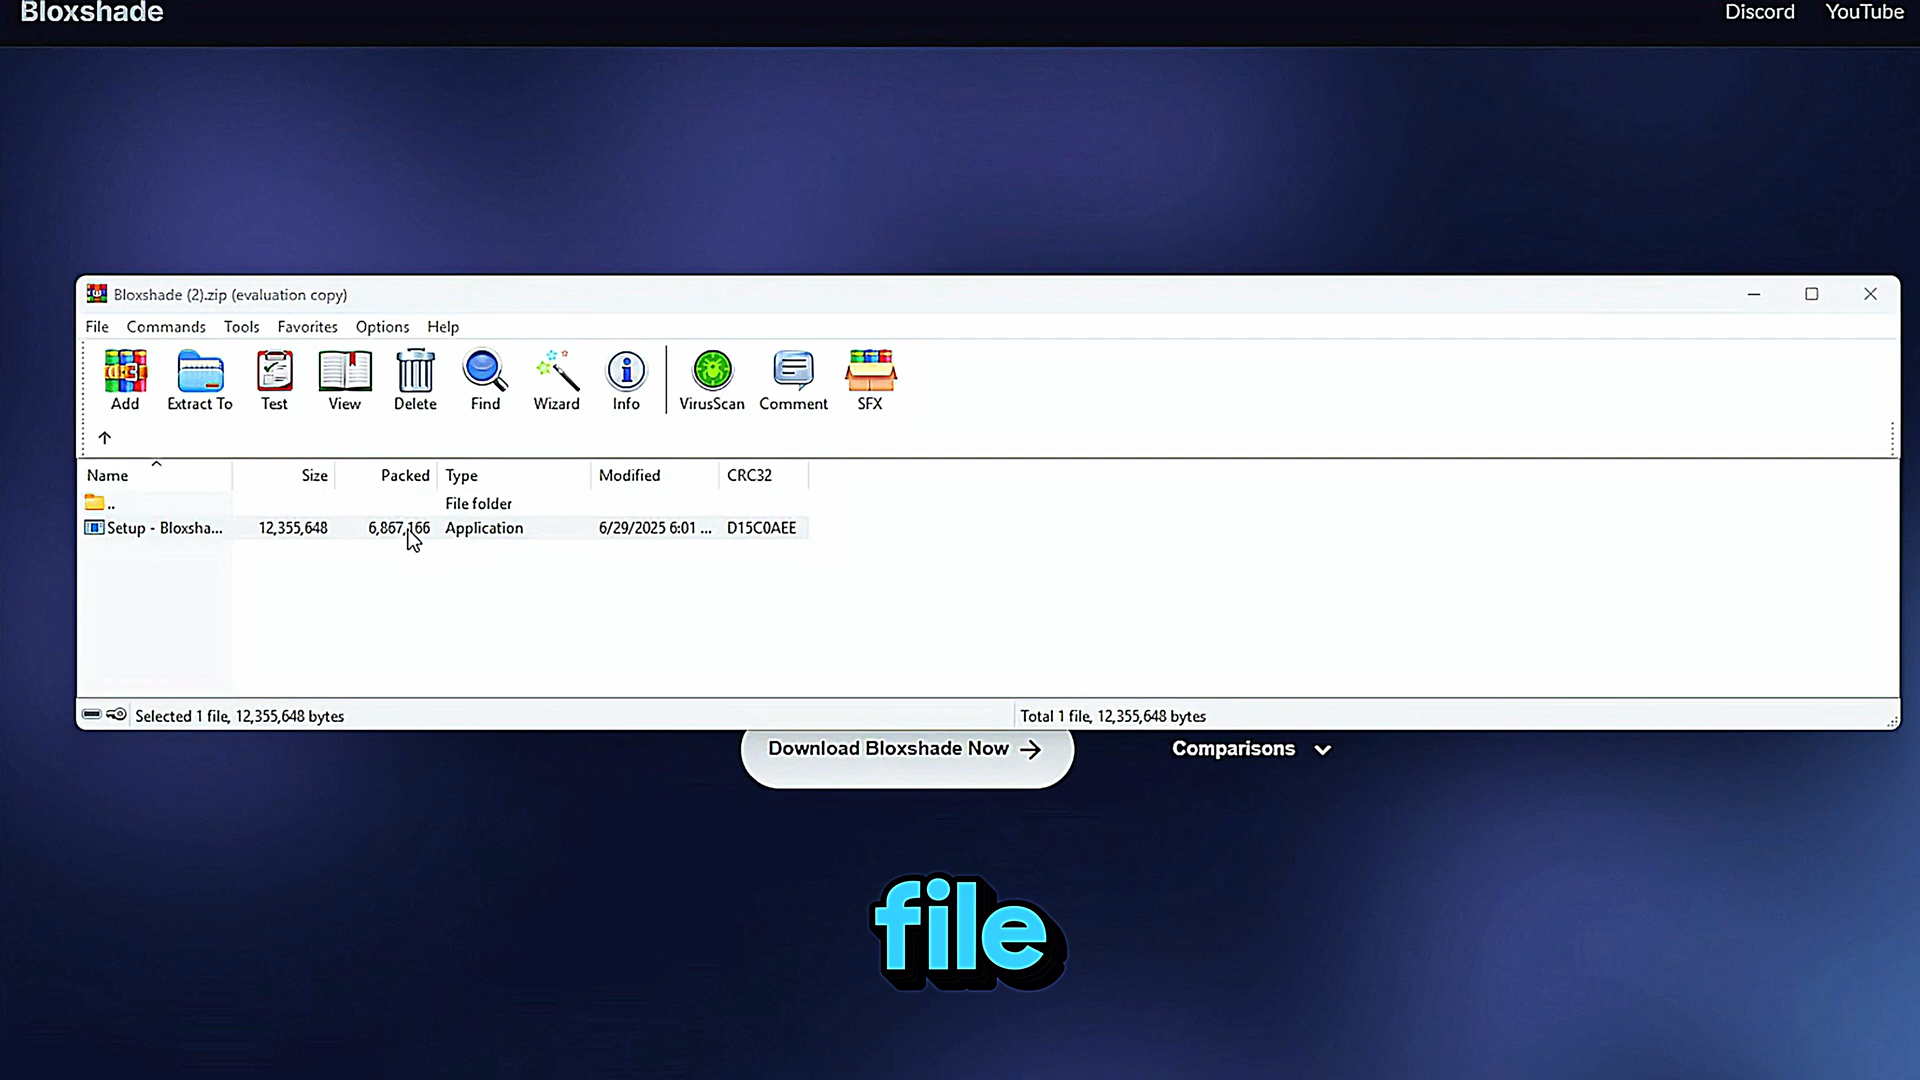 Bloxshade
Discord YouTube
Bloxshade (2).zip (evaluation copy)
File Commands Tools Favorites Options Help
Add Extract To Test View Delete Find Wizard Info VirusScan Comment SFX
Name Size Packed Type Modified CRC32
.. File folder
Setup - Bloxsha... 12,355,648 6,867,166 Application 6/29/2025 6:01 ... D15C0AEE
Selected 1 file, 12,355,648 bytes Total 1 file, 12,355,648 bytes
Download Bloxshade Now → Comparisons
file